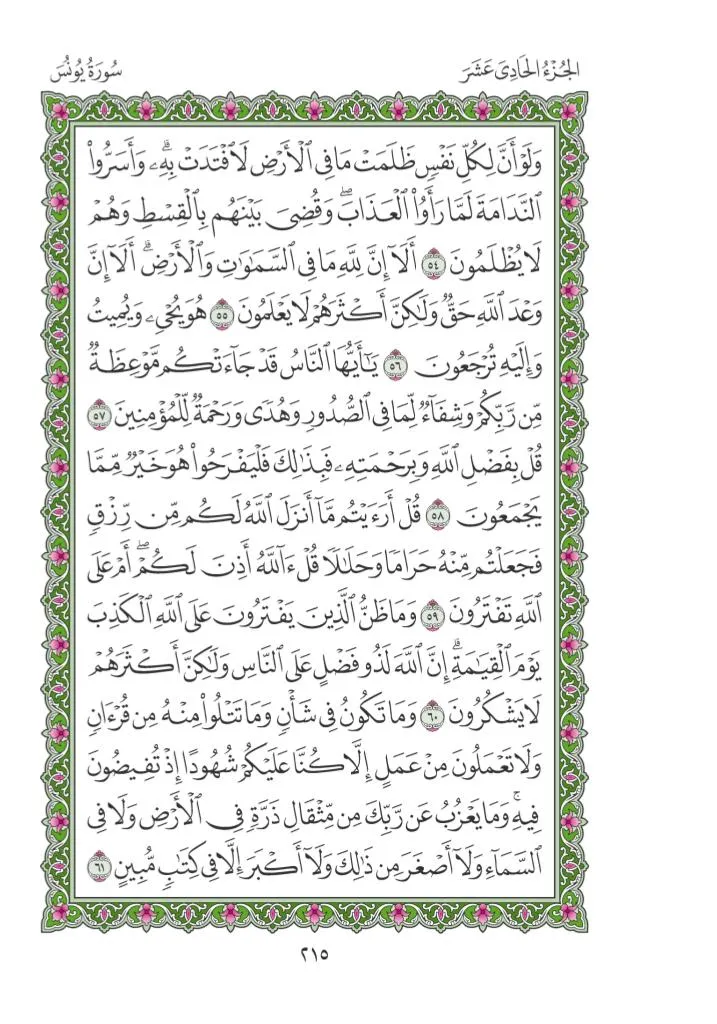 الجُزْءُ الحَادِى عَشَرَ
سُورَةُ يُونُسَ
وَلَوۡ أَنَّ لِكُلِّ نَفۡسٖ ظَلَمَتۡ مَا فِي ٱلۡأَرۡضِ لَٱفۡتَدَتۡ بِهِۦۗ وَأَسَرُّواْ
ٱلنَّدَامَةَ لَمَّا رَأَوُاْ ٱلۡعَذَابَۖ وَقُضِيَ بَيۡنَهُم بِٱلۡقِسۡطِ وَهُمۡ
لَا يُظۡلَمُونَ ٥٤ أَلَآ إِنَّ لِلَّهِ مَا فِي ٱلسَّمَٰوَٰتِ وَٱلۡأَرۡضِۗ أَلَآ إِنَّ
وَعۡدَ ٱللَّهِ حَقّٞ وَلَٰكِنَّ أَكۡثَرَهُمۡ لَا يَعۡلَمُونَ ٥٥ هُوَ يُحۡيِۦ وَيُمِيتُ
وَإِلَيۡهِ تُرۡجَعُونَ ٥٦ يَٰٓأَيُّهَا ٱلنَّاسُ قَدۡ جَآءَتۡكُم مَّوۡعِظَةٞ
مِّن رَّبِّكُمۡ وَشِفَآءٞ لِّمَا فِي ٱلصُّدُورِ وَهُدٗى وَرَحۡمَةٞ لِّلۡمُؤۡمِنِينَ ٥٧
قُلۡ بِفَضۡلِ ٱللَّهِ وَبِرَحۡمَتِهِۦ فَبِذَٰلِكَ فَلۡيَفۡرَحُواْ هُوَ خَيۡرٞ مِّمَّا
يَجۡمَعُونَ ٥٨ قُلۡ أَرَءَيۡتُم مَّآ أَنزَلَ ٱللَّهُ لَكُم مِّن رِّزۡقٖ
فَجَعَلۡتُم مِّنۡهُ حَرَامٗا وَحَلَٰلٗا قُلۡ ءَآللَّهُ أَذِنَ لَكُمۡۖ أَمۡ عَلَى
ٱللَّهِ تَفۡتَرُونَ ٥٩ وَمَا ظَنُّ ٱلَّذِينَ يَفۡتَرُونَ عَلَى ٱللَّهِ ٱلۡكَذِبَ
يَوۡمَ ٱلۡقِيَٰمَةِۗ إِنَّ ٱللَّهَ لَذُو فَضۡلٍ عَلَى ٱلنَّاسِ وَلَٰكِنَّ أَكۡثَرَهُمۡ
لَا يَشۡكُرُونَ ٦٠ وَمَا تَكُونُ فِي شَأۡنٖ وَمَا تَتۡلُواْ مِنۡهُ مِن قُرۡءَانٖ
وَلَا تَعۡمَلُونَ مِنۡ عَمَلٍ إِلَّا كُنَّا عَلَيۡكُمۡ شُهُودًا إِذۡ تُفِيضُونَ
فِيهِۚ وَمَا يَعۡزُبُ عَن رَّبِّكَ مِن مِّثۡقَالِ ذَرَّةٖ فِي ٱلۡأَرۡضِ وَلَا فِي
ٱلسَّمَآءِ وَلَآ أَصۡغَرَ مِن ذَٰلِكَ وَلَآ أَكۡبَرَ إِلَّا فِي كِتَٰبٖ مُّبِينٍ ٦١
٢١٥